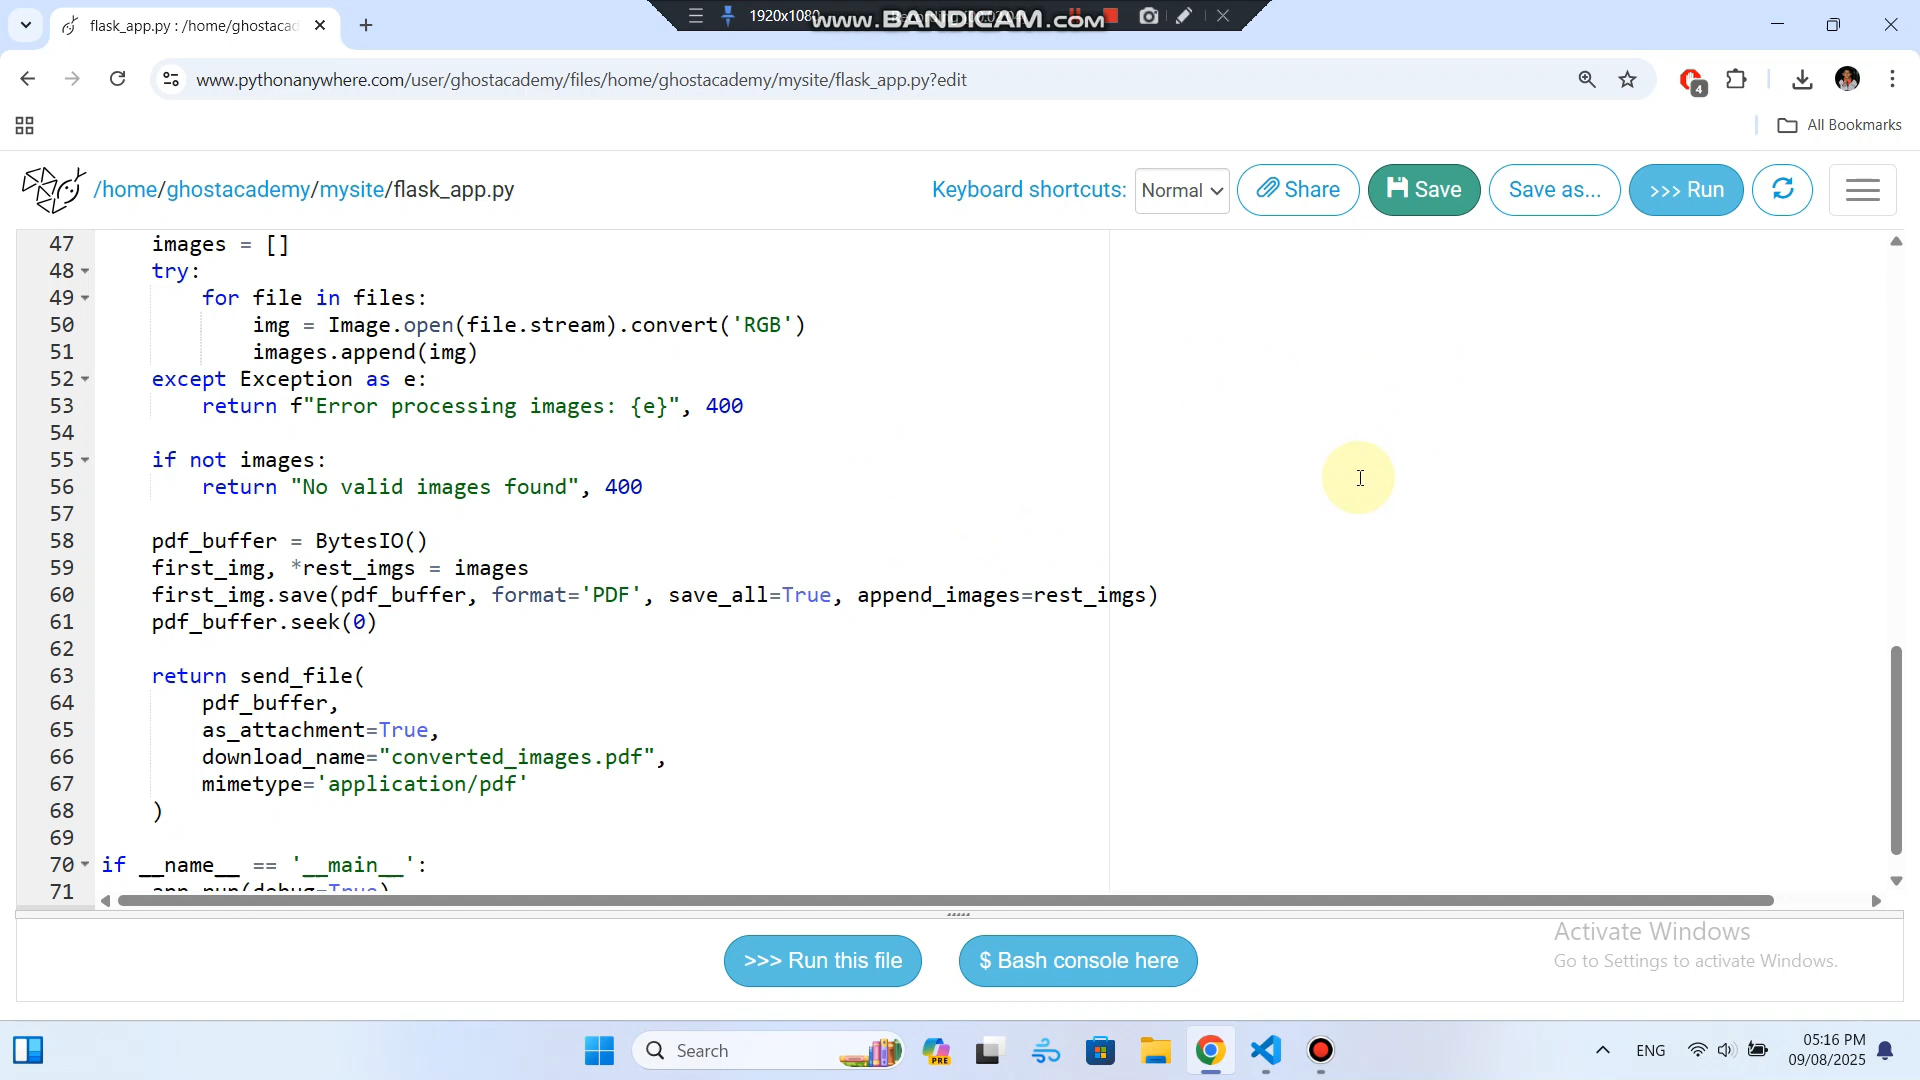 flask_app.py : /home/ghostacad
1920x1080
www.BANDICAM.com
www.pythonanywhere.com/user/ghostacademy/files/home/ghostacademy/mysite/flask_app.py?edit
4
All Bookmarks
/home/ghostacademy/mysite/flask_app.py
Keyboard shortcuts: Normal Share Save Save as... >>> Run
47 images = []
48 try:
49 for file in files:
50 img = Image.open(file.stream).convert('RGB')
51 images.append(img)
52 except Exception as e:
53 return f"Error processing images: {e}", 400
54
55 if not images:
56 return "No valid images found", 400
57
58 pdf_buffer = BytesIO()
59 first_img, *rest_imgs = images
60 first_img.save(pdf_buffer, format='PDF', save_all=True, append_images=rest_imgs)
61 pdf_buffer.seek(0)
62
63 return send_file(
64 pdf_buffer,
65 as_attachment=True,
66 download_name="converted_images.pdf",
67 mimetype='application/pdf'
68 )
69
70 if __name__ == '__main__':
71 app.run(debug=True)
>>> Run this file
$ Bash console here
Activate Windows
Go to Settings to activate Windows.
Search
PRE
ENG
05:16 PM
09/08/2025